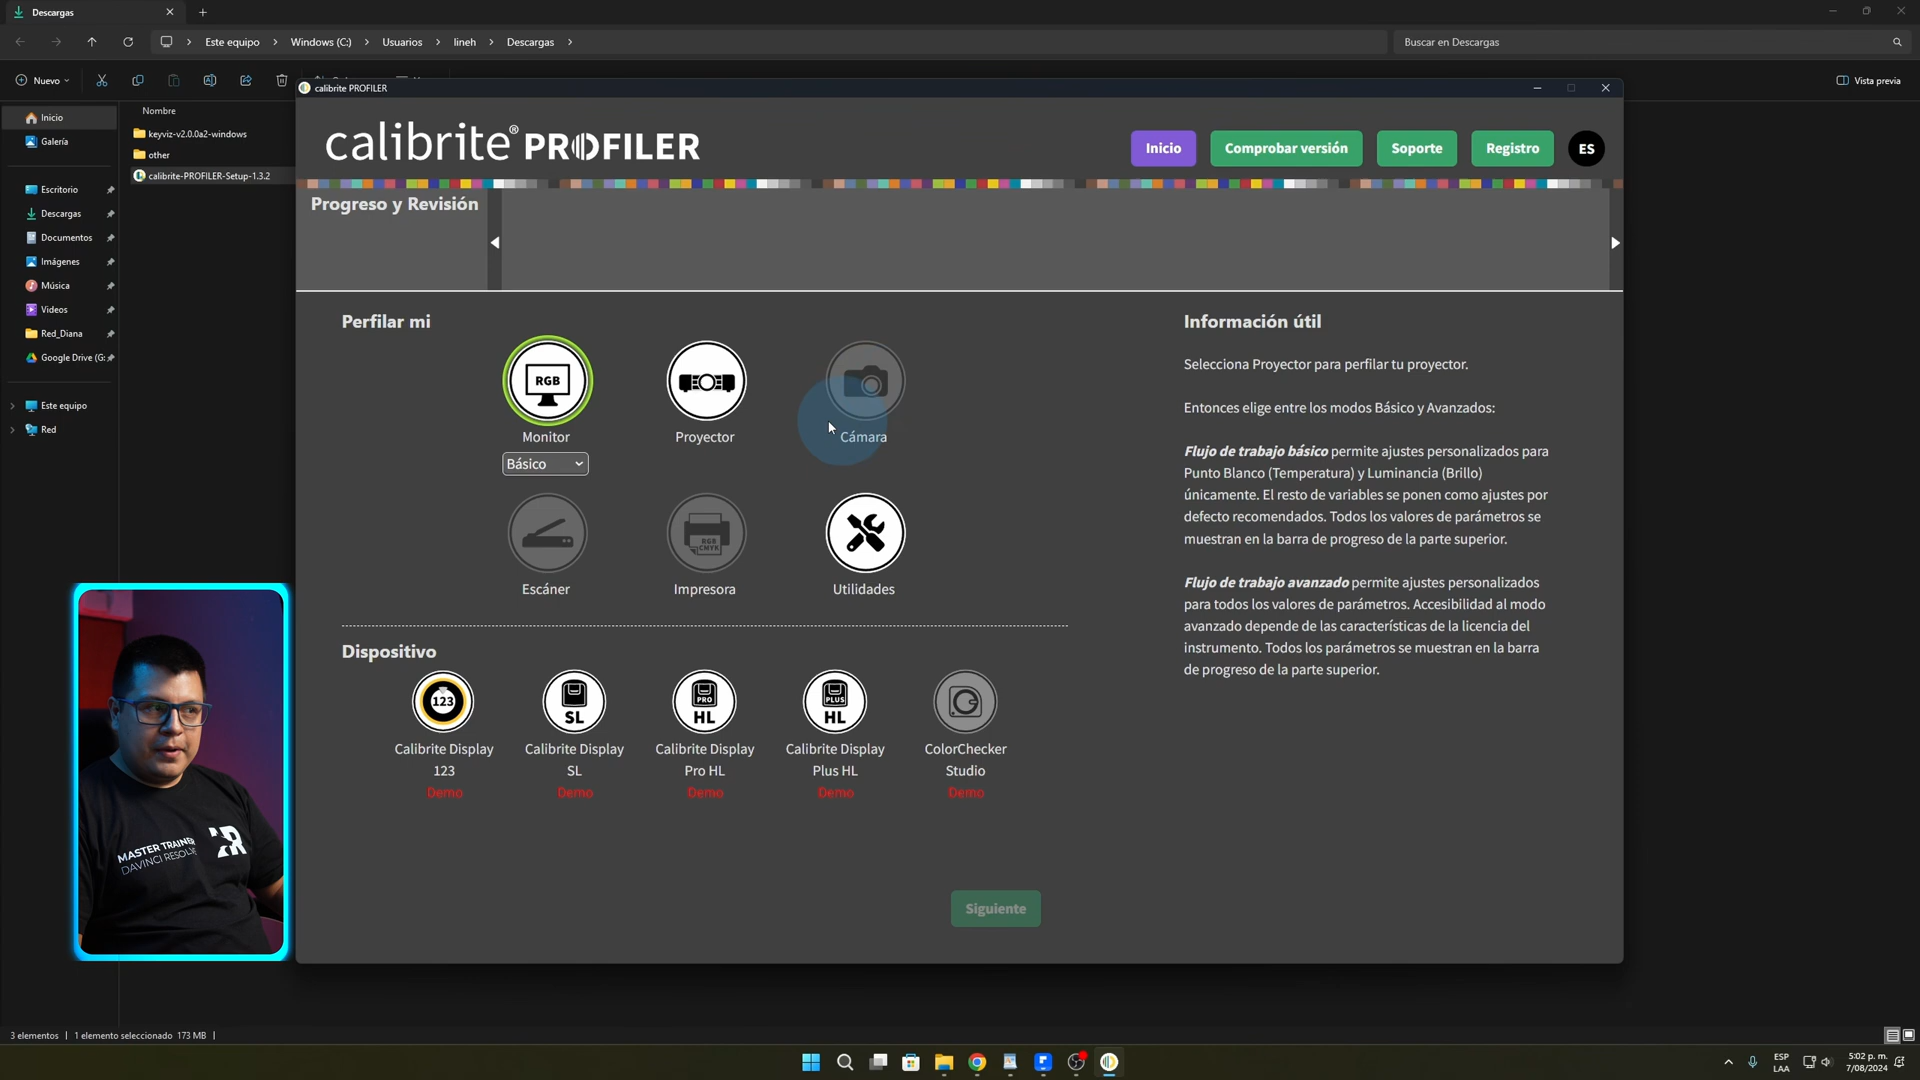 Descargas
Este equipo > Windows (C:) > Usuarios > lineh > Descargas >
Buscar en Descargas
Nuevo
Vista previa
Inicio
Galería
Escritorio
Descargas
Documentos
Imágenes
Música
Videos
Red_Diana
Google Drive (G:
Este equipo
Red
Nombre
keyviz-v2.0.0a2-windows
other
calibrite-PROFILER-Setup-1.3.2
calibrite PROFILER
calibrite® PROFILER
Inicio
Comprobar versión
Soporte
Registro
ES
Progreso y Revisión
Perfilar mi
RGB
Monitor
Básico
Proyector
Cámara
Escáner
RGB
CMYK
Impresora
Utilidades
Dispositivo
123
Calibrite Display
123
Demo
SL
Calibrite Display
SL
Demo
PRO
HL
Calibrite Display
Pro HL
Demo
PLUS
HL
Calibrite Display
Plus HL
Demo
ColorChecker
Studio
Demo
Siguiente
Información útil
Selecciona Proyector para perfilar tu proyector.
Entonces elige entre los modos Básico y Avanzados:
Flujo de trabajo básico permite ajustes personalizados para
Punto Blanco (Temperatura) y Luminancia (Brillo)
únicamente. El resto de variables se ponen como ajustes por
defecto recomendados. Todos los valores de parámetros se
muestran en la barra de progreso de la parte superior.
Flujo de trabajo avanzado permite ajustes personalizados
para todos los valores de parámetros. Accesibilidad al modo
avanzado depende de las características de la licencia del
instrumento. Todos los parámetros se muestran en la barra
de progreso de la parte superior.
MASTER TRAINER
DAVINCI RESOLVE
3 elementos
1 elemento seleccionado 173 MB
ESP
LAA
5:02 p. m.
7/08/2024